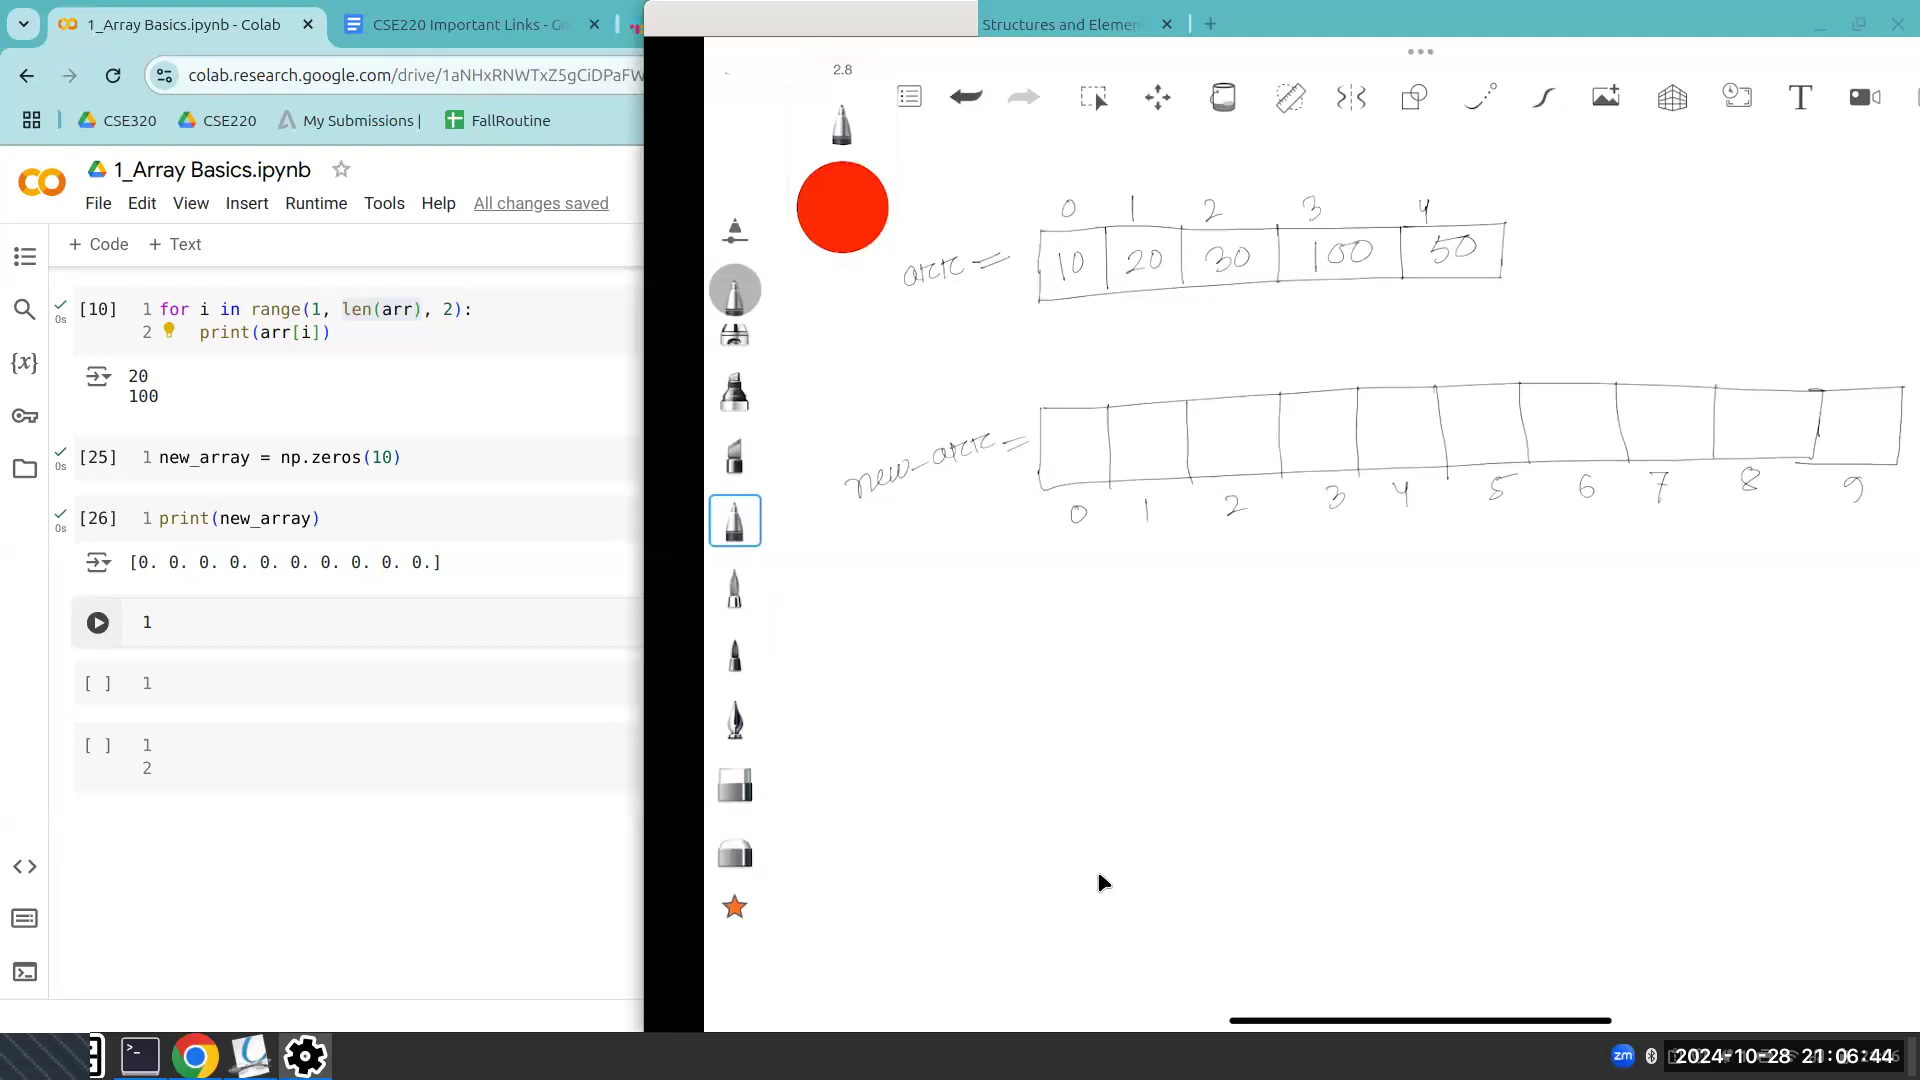 1_Array Basics.ipynb - Colab
CSE220 Important Links - G
Structures and Elemen
colab.research.google.com/drive/1aNHxRNWTxZ5gCiDPaFW
CSE320
CSE220
My Submissions |
FallRoutine
1_Array Basics.ipynb
File Edit View Insert Runtime Tools Help All changes saved
+ Code + Text
[10] 1 for i in range(1, len(arr), 2):
2 print(arr[i])
0s
20
100
[25] 1 new_array = np.zeros(10)
0s
[26] 1 print(new_array)
0s
[0. 0. 0. 0. 0. 0. 0. 0. 0. 0.]
1
[ ] 1
[ ] 1
2
2.8
T
0 1 2 3 4
arr = 10 20 30 100 50
new_arr =
0 1 2 3 4 5 6 7 8 9
zm
2024-10-28 21:06:44